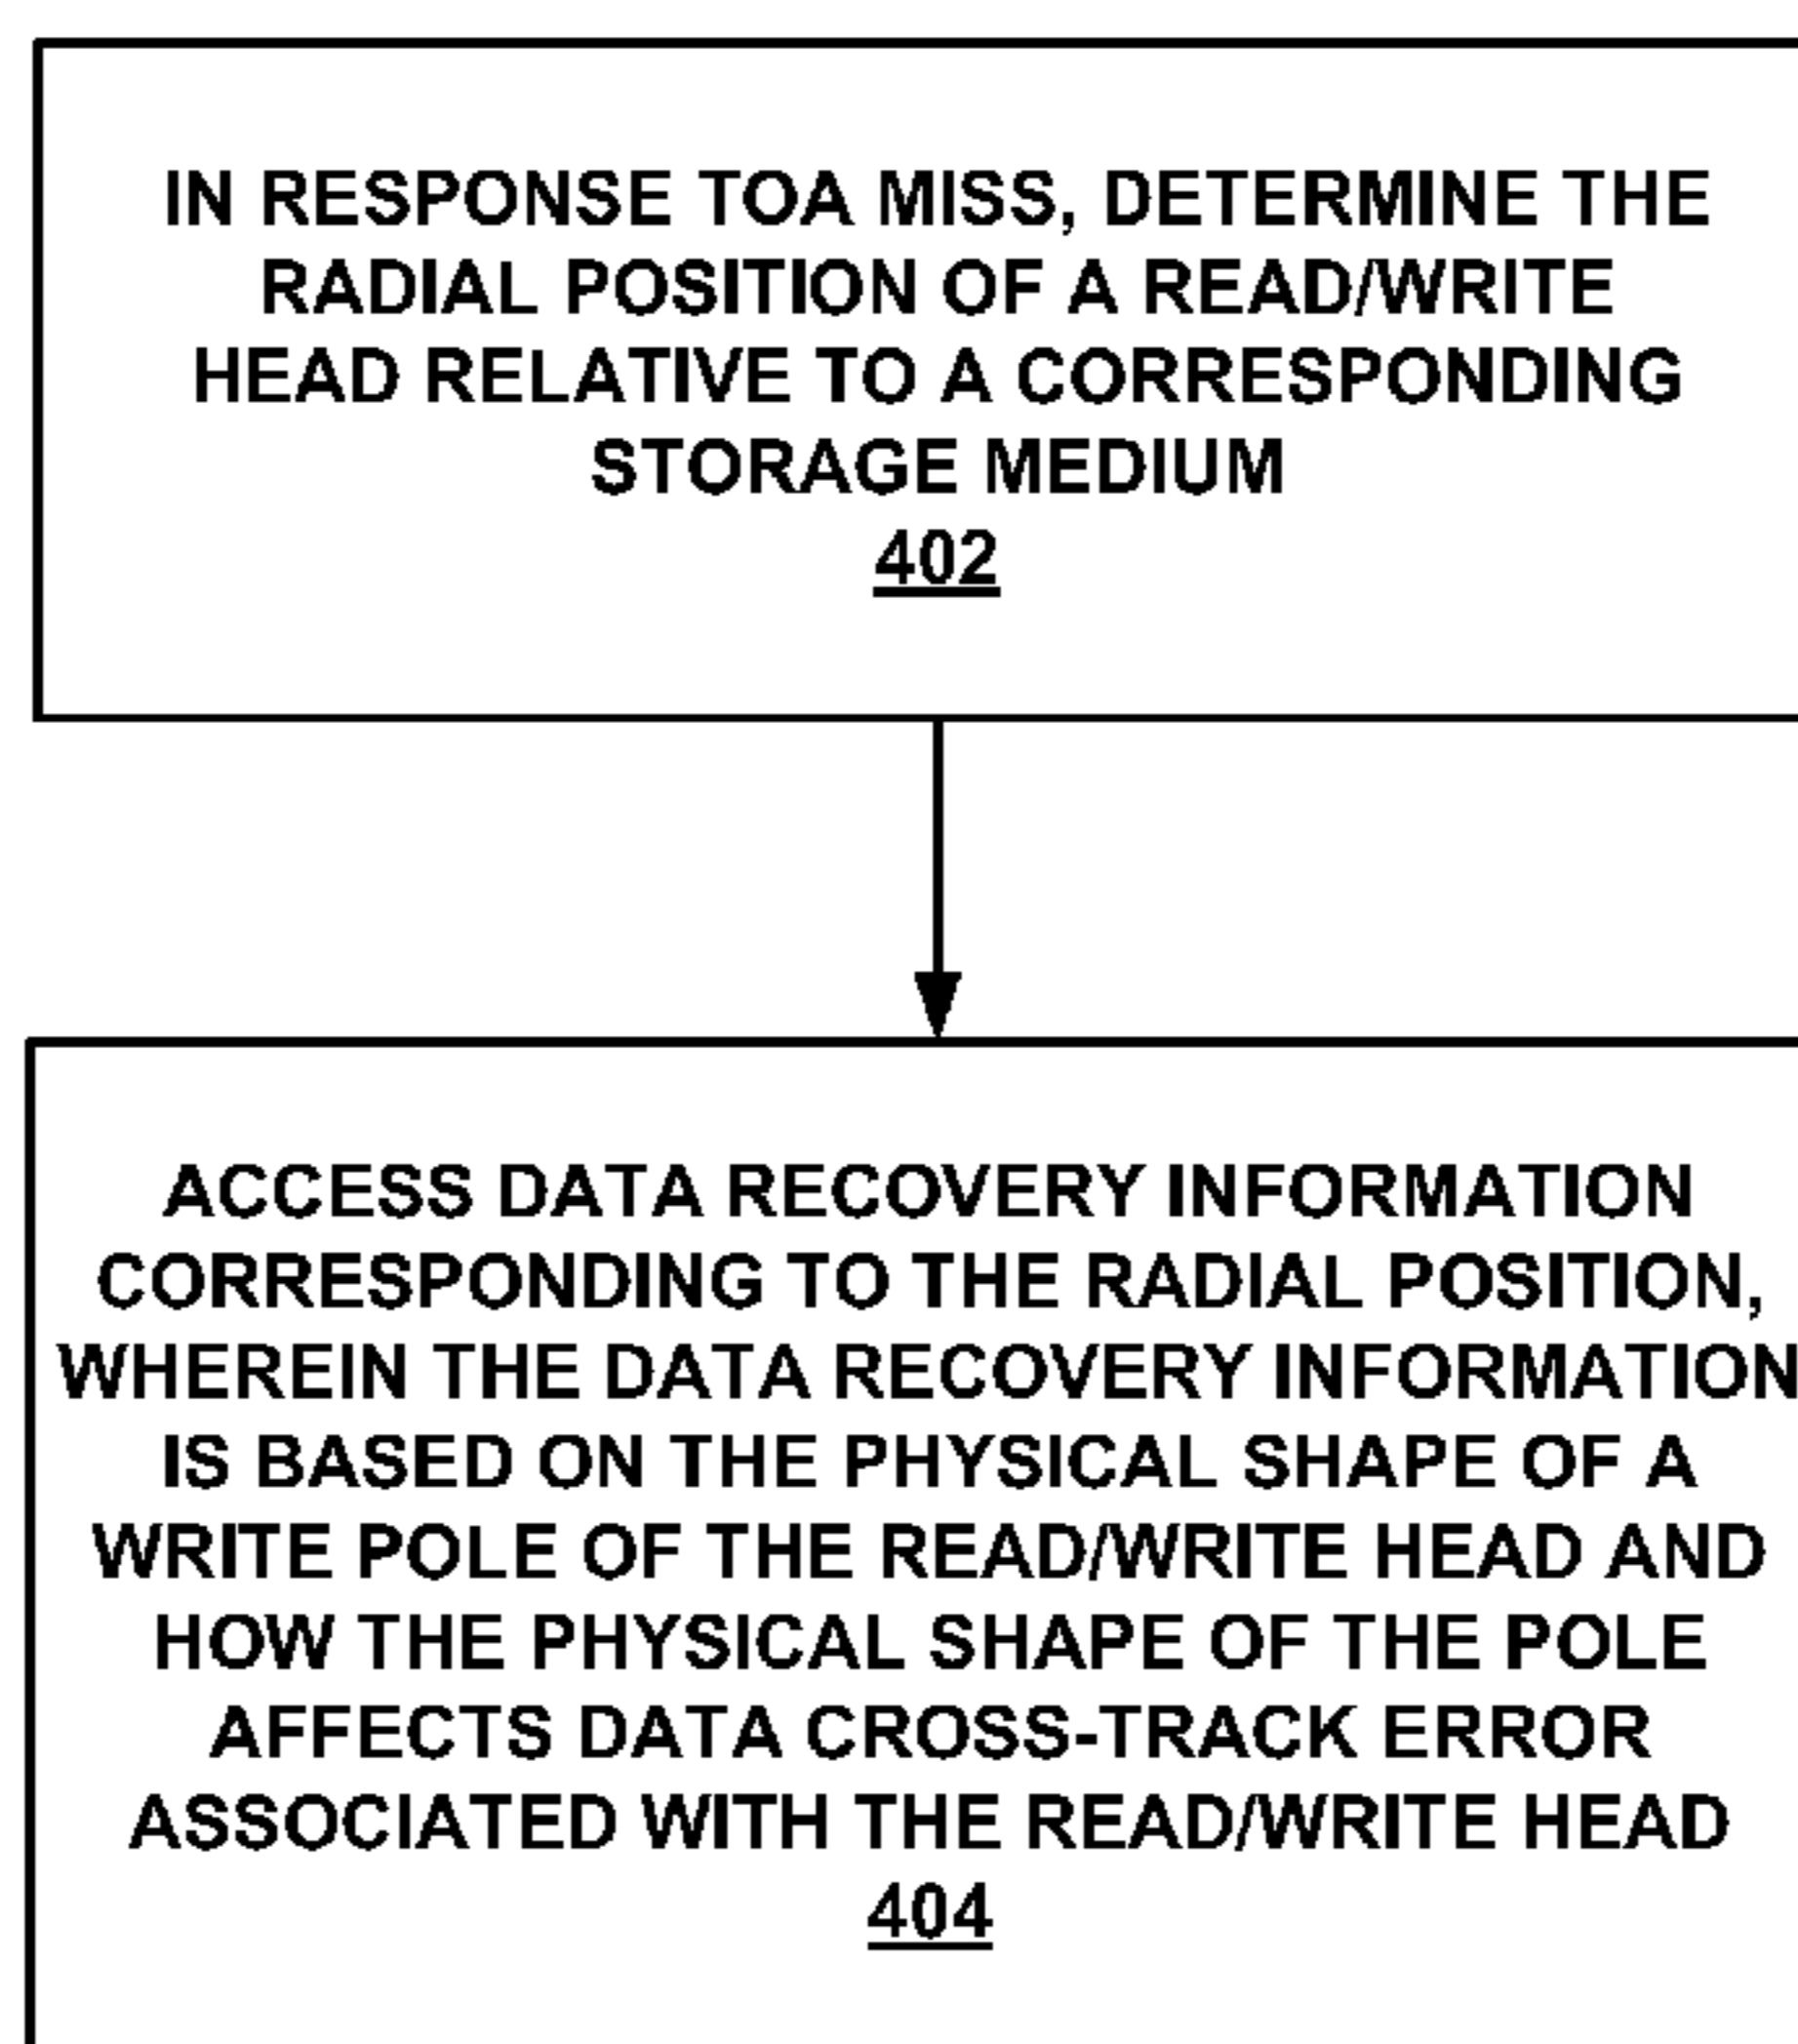 IN RESPONSE TOA MISS, DETERMINE THE
RADIAL POSITION OF A READ/WRITE
HEAD RELATIVE TO A CORRESPONDING
STORAGE MEDIUM
402
ACCESS DATA RECOVERY INFORMATION
CORRESPONDING TO THE RADIAL POSITION,
WHEREIN THE DATA RECOVERY INFORMATION
IS BASED ON THE PHYSICAL SHAPE OF A
WRITE POLE OF THE READ/WRITE HEAD AND
HOW THE PHYSICAL SHAPE OF THE POLE
AFFECTS DATA CROSS-TRACK ERROR
ASSOCIATED WITH THE READ/WRITE HEAD
404